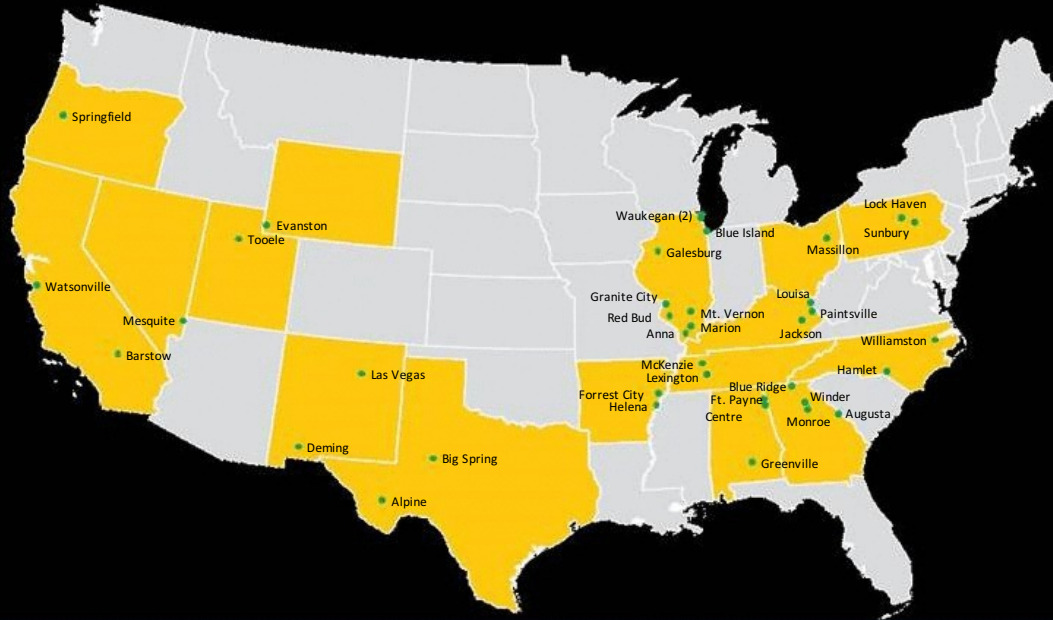 Springfield
Evanston
Tooele
Watsonville
Mesquite
Barstow
Las Vegas
Deming
Big Spring
Alpine
Waukegan (2)
Blue Island
Galesburg
Granite City
Red Bud
Mt. Vernon
Marion
Anna
Lock Haven
Sunbury
Massillon
Louisa
Paintsville
Jackson
Williamston
Hamlet
McKenzie
Lexington
Forrest City
Helena
Blue Ridge
Ft. Payne
Centre
Winder
Monroe
Augusta
Greenville